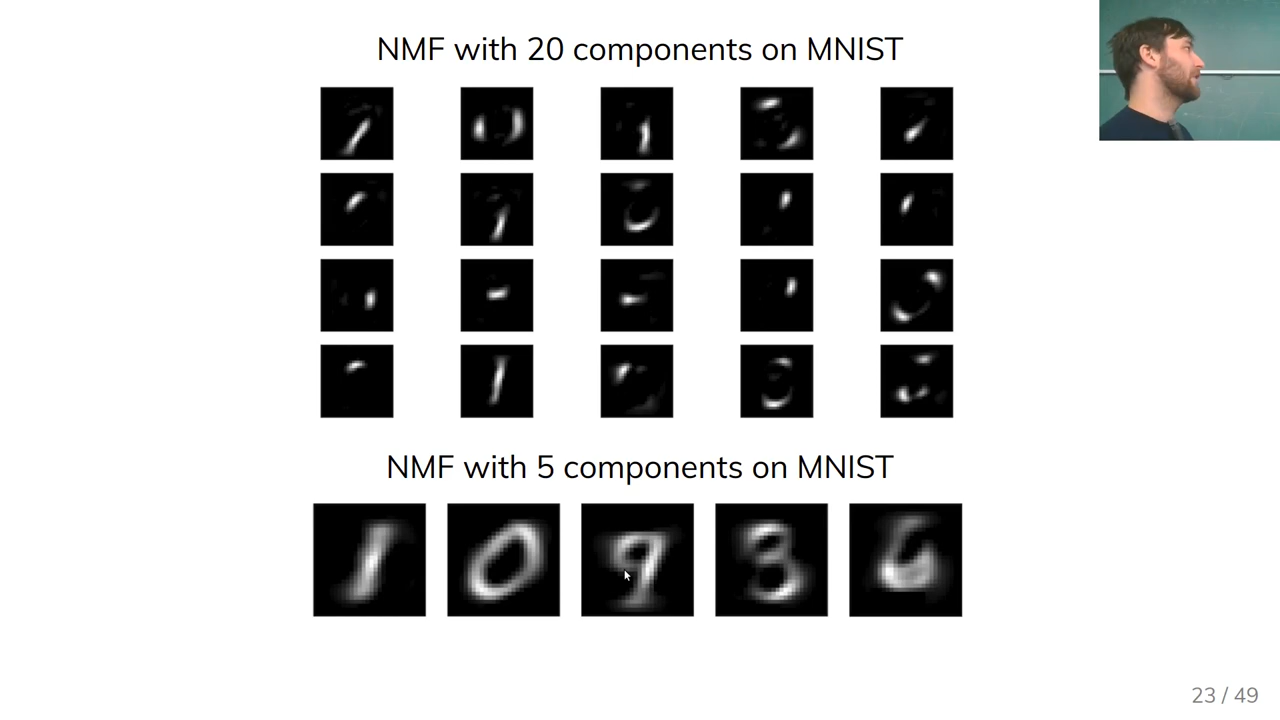 NMF with 20 components on MNIST
NMF with 5 components on MNIST
23 / 49